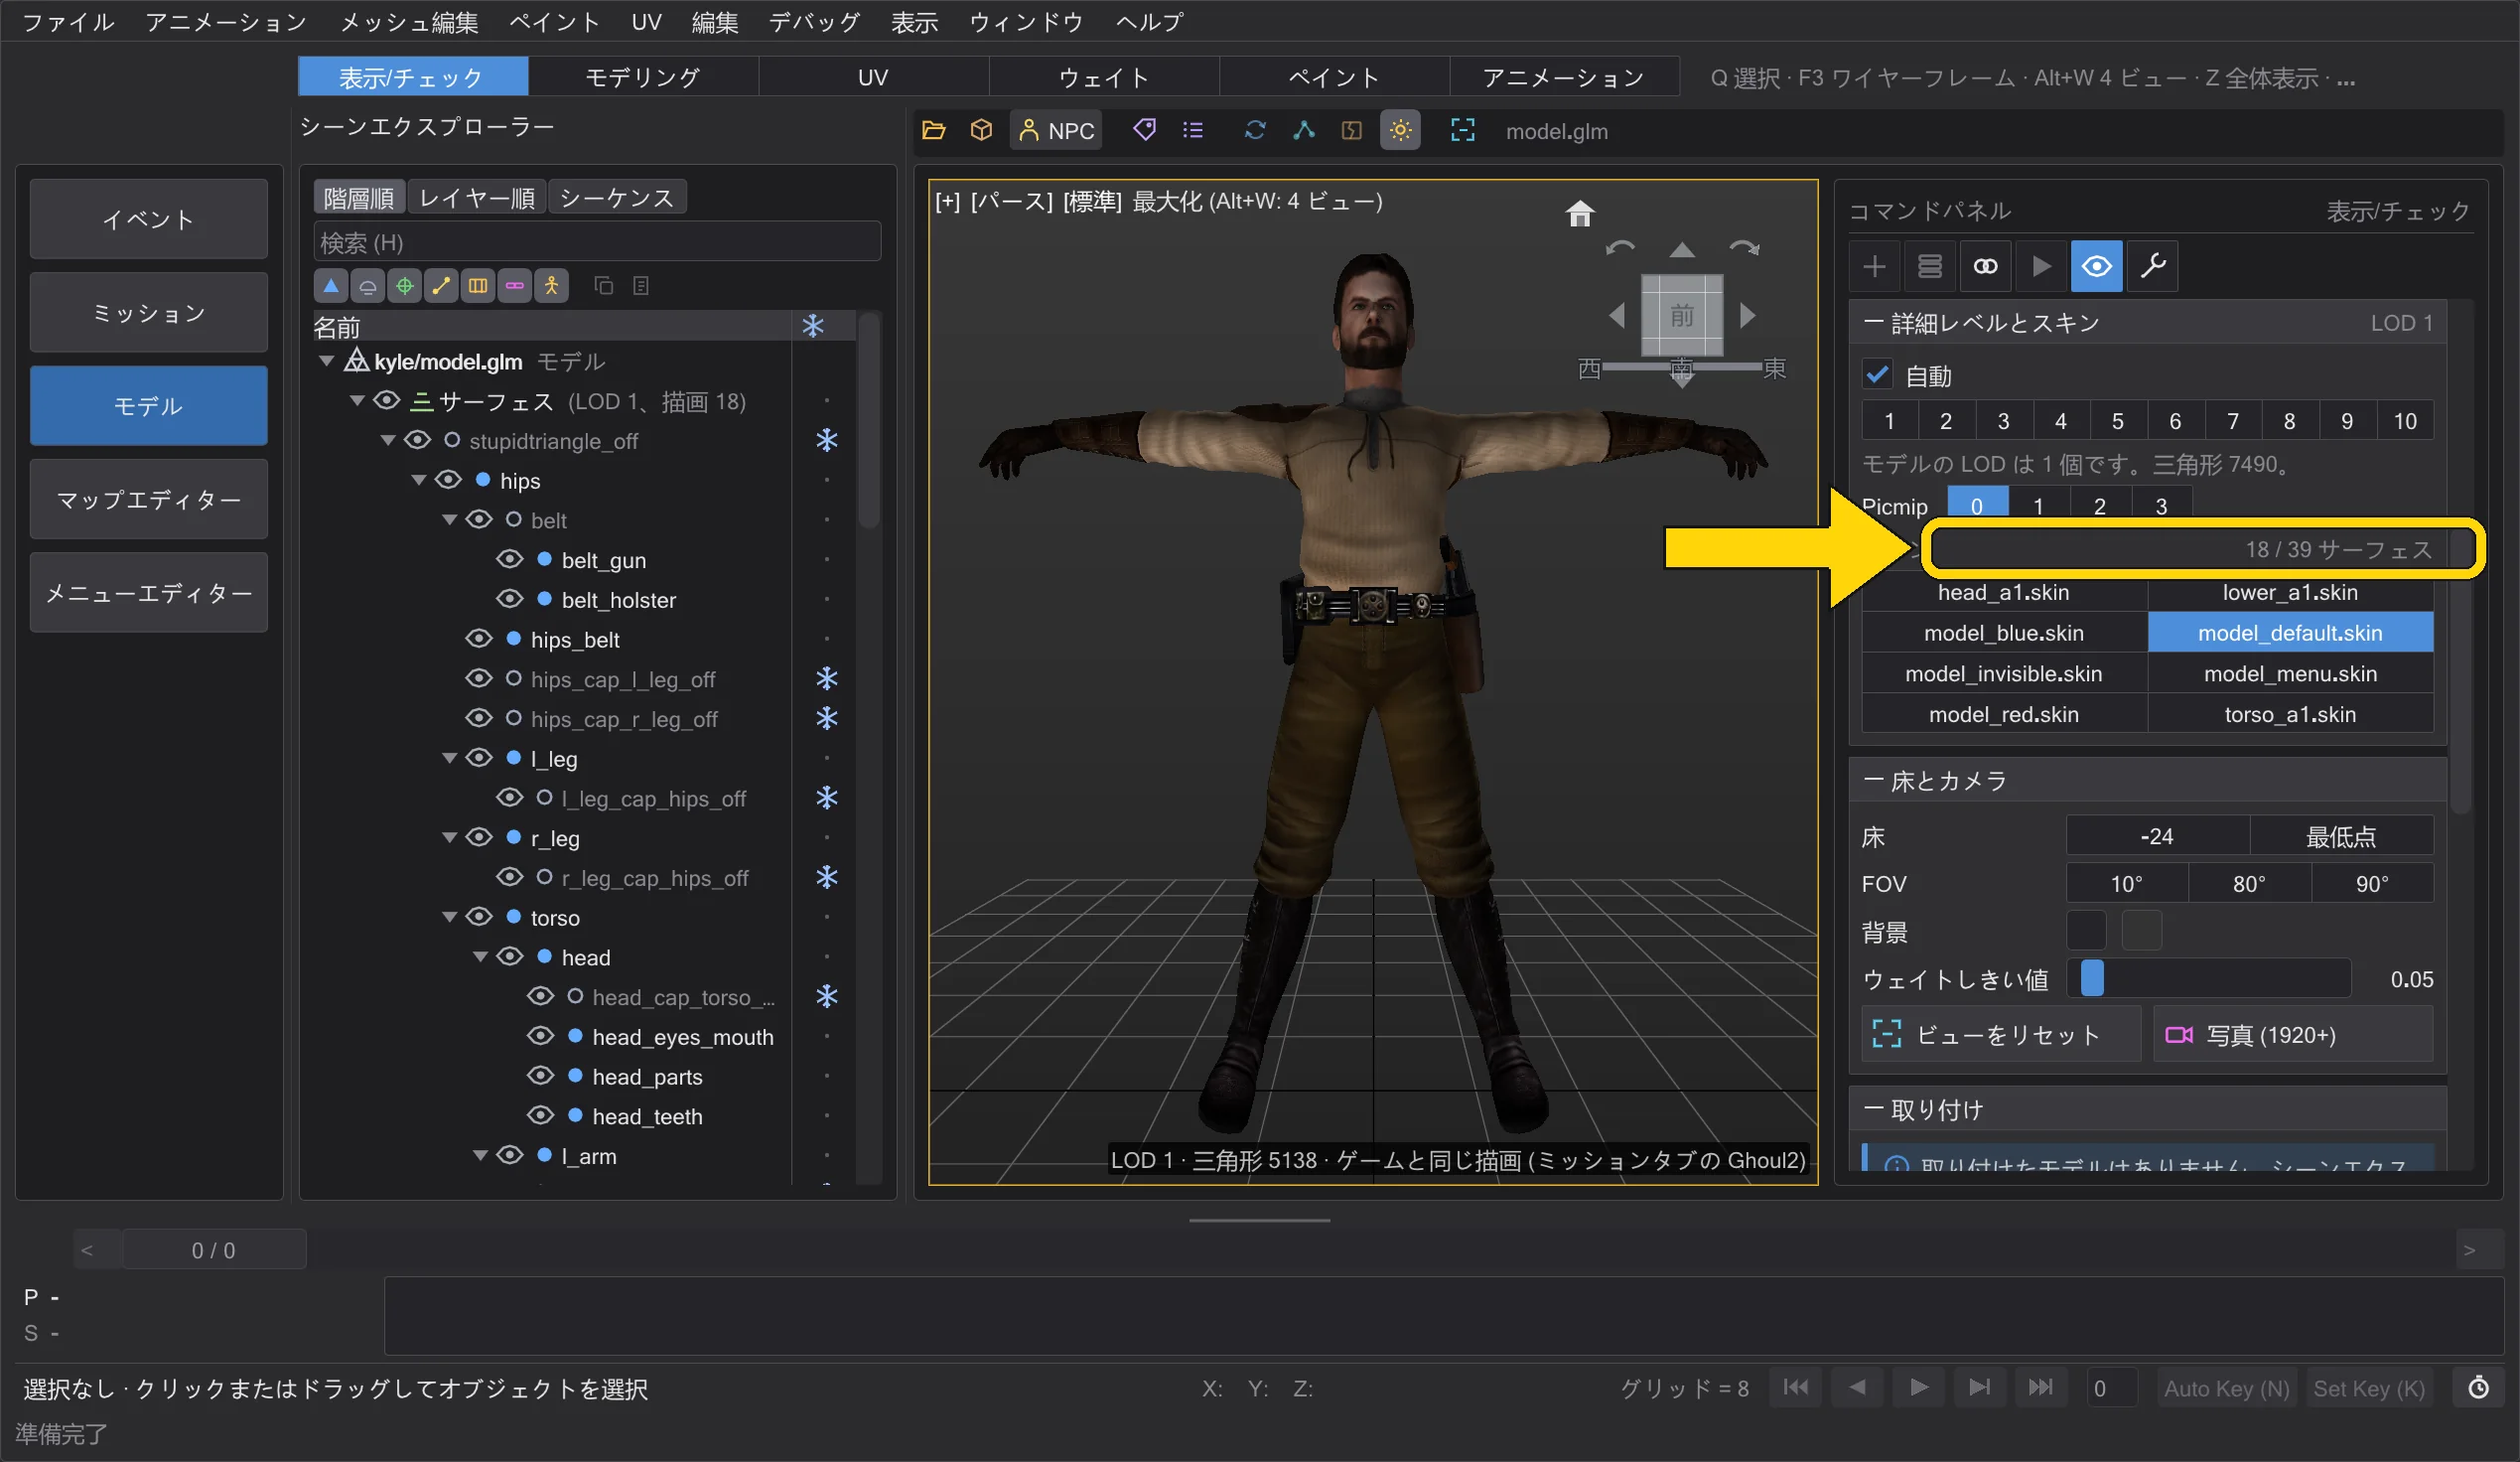 ファイル アニメーション メッシュ編集 ペイント UV 編集 デバッグ 表示 ウィンドウ ヘルプ
表示/チェック モデリング UV ウェイト ペイント アニメーション Q 選択 · F3 ワイヤーフレーム · Alt+W 4 ビュー · Z 全体表示 · ...
イベント
ミッション
モデル
マップエディター
メニューエディター
シーンエクスプローラー
階層順 レイヤー順 シーケンス
検索 (H)
名前
kyle/model.glm モデル
サーフェス (LOD 1、描画 18)
stupidtriangle_off
hips
belt
belt_gun
belt_holster
hips_belt
hips_cap_l_leg_off
hips_cap_r_leg_off
l_leg
l_leg_cap_hips_off
r_leg
r_leg_cap_hips_off
torso
head
head_cap_torso_...
head_eyes_mouth
head_parts
head_teeth
l_arm
NPC model.glm
[+] [パース] [標準] 最大化 (Alt+W: 4 ビュー)
前
西 南 東
LOD 1 · 三角形 5138 · ゲームと同じ描画 (ミッションタブの Ghoul2)
コマンドパネル 表示/チェック
詳細レベルとスキン LOD 1
自動
1 2 3 4 5 6 7 8 9 10
モデルの LOD は 1 個です。三角形 7490。
Picmip 0 1 2 3
18 / 39 サーフェス
head_a1.skin lower_a1.skin
model_blue.skin model_default.skin
model_invisible.skin model_menu.skin
model_red.skin torso_a1.skin
床とカメラ
床 -24 最低点
FOV 10° 80° 90°
背景
ウェイトしきい値 0.05
ビューをリセット 写真 (1920+)
取り付け
取り付けたモデルはありません。シーンエクス
< 0 / 0 >
P -
S -
選択なし · クリックまたはドラッグしてオブジェクトを選択 X: Y: Z: グリッド = 8 0 Auto Key (N) Set Key (K)
準備完了